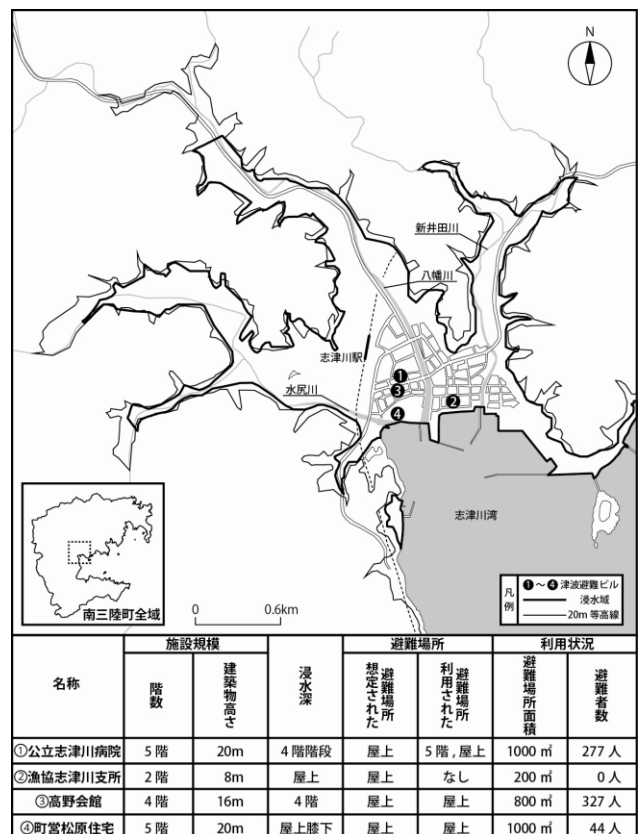 N
新井田川
八幡川
志津川駅
❶
❸
❷
水尻川
❹
志津川湾
南三陸町全域
0 0.6km
凡例
❶～❹ 津波避難ビル
浸水域
20m 等高線
名称 施設規模 浸水深 避難場所 利用状況
階数 建築物高さ 想定された避難場所 利用された避難場所 避難場所面積 避難者数
①公立志津川病院 5 階 20m 4 階階段 屋上 5 階 , 屋上 1000 ㎡ 277 人
②漁協志津川支所 2 階 8m 屋上 屋上 なし 200 ㎡ 0 人
③高野会館 4 階 16m 4 階 屋上 屋上 800 ㎡ 327 人
④町営松原住宅 5 階 20m 屋上膝下 屋上 屋上 1000 ㎡ 44 人